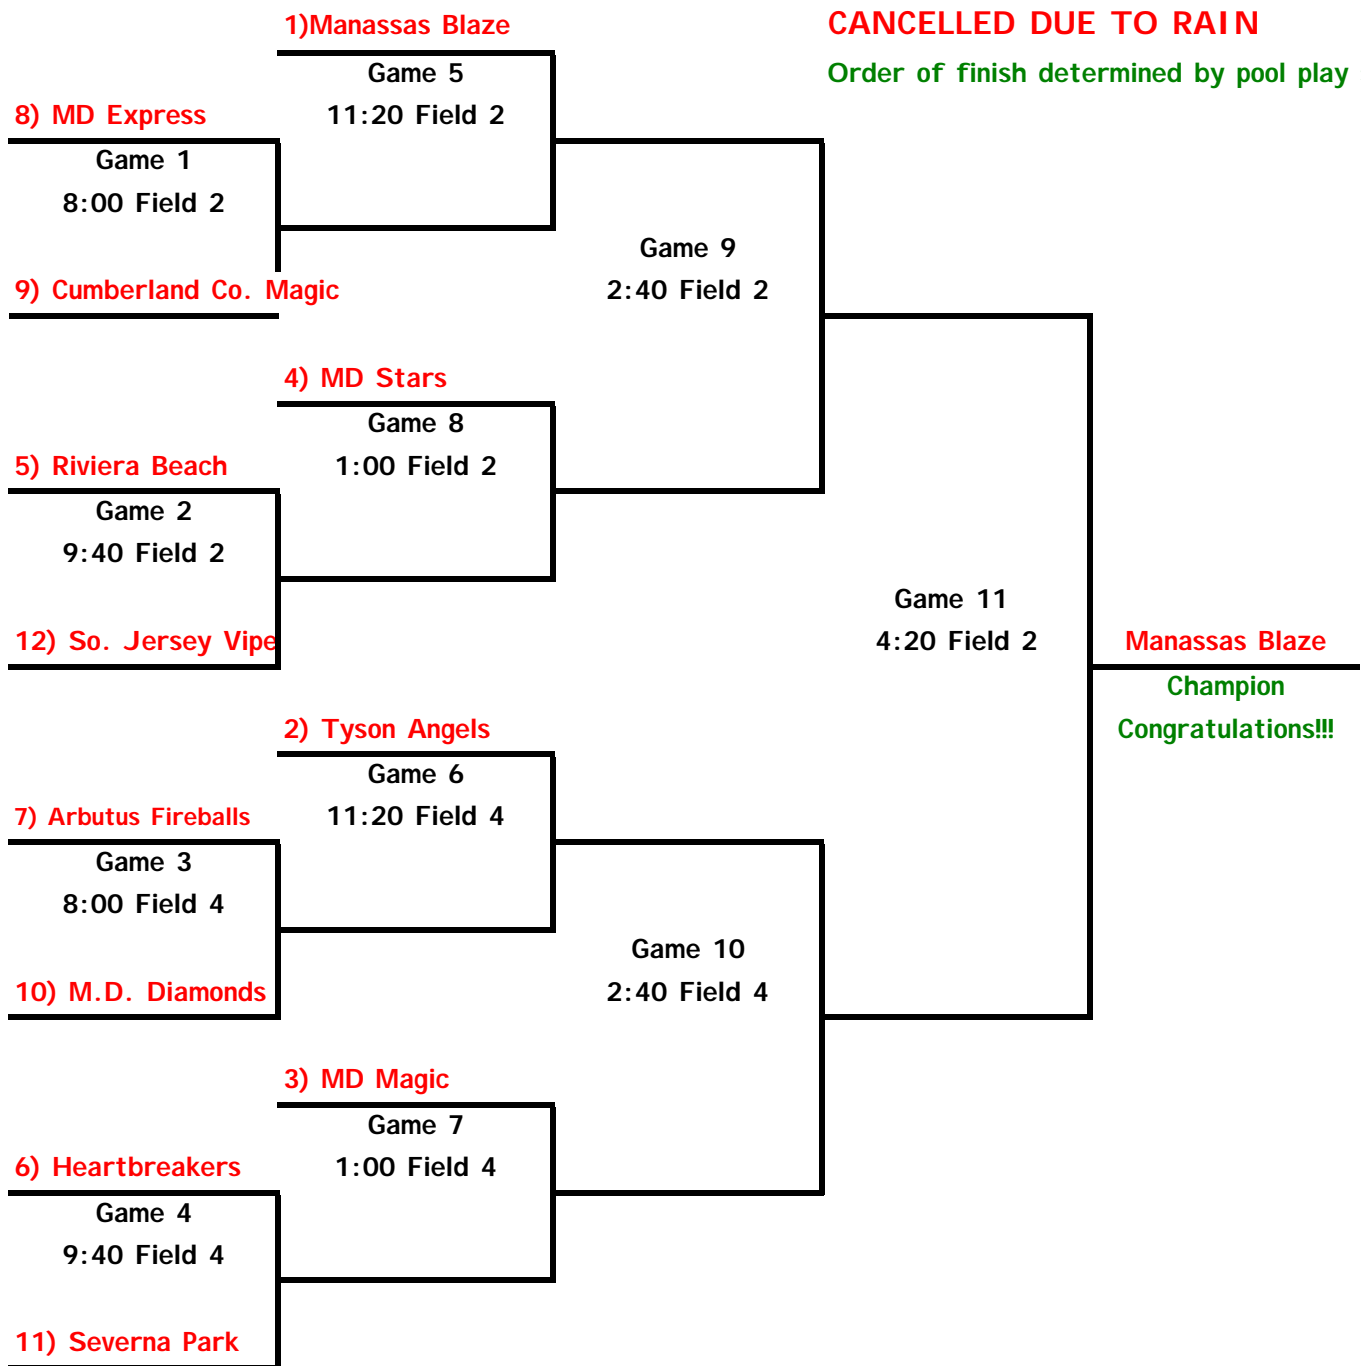 1)Manassas Blaze
CANCELLED DUE TO RAIN
Game 5
Order of finish determined by pool play
8) MD Express
11:20 Field 2
Game 1
8:00 Field 2
Game 9
9) Cumberland Co. Magic
2:40 Field 2
4) MD Stars
Game 8
5) Riviera Beach
1:00 Field 2
Game 2
9:40 Field 2
Game 11
12) So. Jersey Vipe
4:20 Field 2
Manassas Blaze
Champion
2) Tyson Angels
Congratulations!!!
Game 6
7) Arbutus Fireballs
11:20 Field 4
Game 3
8:00 Field 4
Game 10
10) M.D. Diamonds
2:40 Field 4
3) MD Magic
Game 7
6) Heartbreakers
1:00 Field 4
Game 4
9:40 Field 4
11) Severna Park